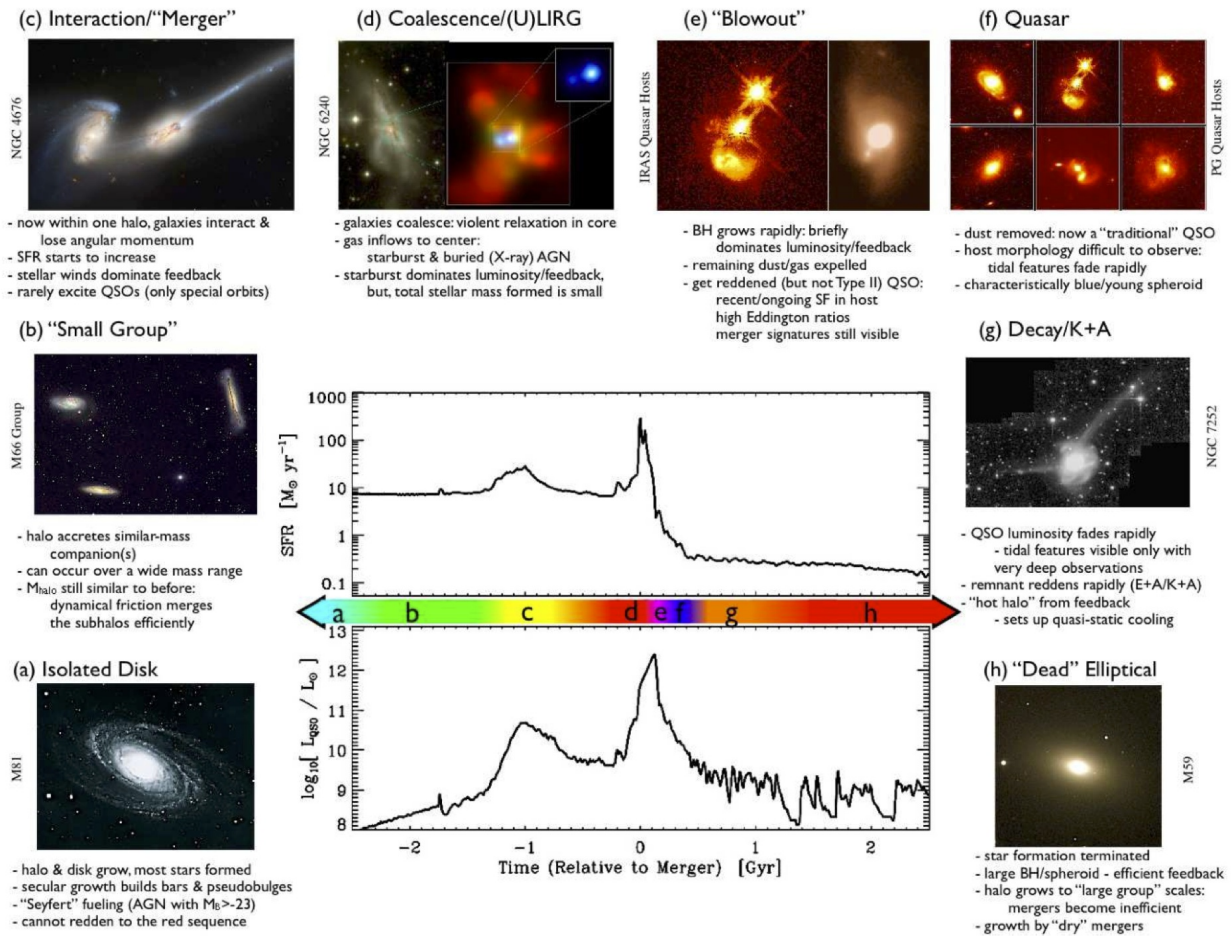 (c) Interaction/“Merger”
NGC 4676
- now within one halo, galaxies interact &
lose angular momentum
- SFR starts to increase
- stellar winds dominate feedback
- rarely excite QSOs (only special orbits)
(d) Coalescence/(U)LIRG
NGC 6240
- galaxies coalesce: violent relaxation in core
- gas inflows to center:
starburst & buried (X-ray) AGN
- starburst dominates luminosity/feedback,
but, total stellar mass formed is small
(e) “Blowout”
IRAS Quasar Hosts
- BH grows rapidly: briefly
dominates luminosity/feedback
- remaining dust/gas expelled
- get reddened (but not Type II) QSO:
recent/ongoing SF in host
high Eddington ratios
merger signatures still visible
(f) Quasar
PG Quasar Hosts
- dust removed: now a “traditional” QSO
- host morphology difficult to observe:
tidal features fade rapidly
- characteristically blue/young spheroid
(b) “Small Group”
M66 Group
- halo accretes similar-mass
companion(s)
- can occur over a wide mass range
- Mhalo still similar to before:
dynamical friction merges
the subhalos efficiently
(a) Isolated Disk
M81
- halo & disk grow, most stars formed
- secular growth builds bars & pseudobulges
- “Seyfert” fueling (AGN with MB>-23)
- cannot redden to the red sequence
1000
100
10
1
0.1
SFR [M⊙ yr⁻¹]
a b c d e f g h
13
12
11
10
9
8
log10[ LQSO / L⊙ ]
-2 -1 0 1 2
Time (Relative to Merger) [Gyr]
(g) Decay/K+A
NGC 7252
- QSO luminosity fades rapidly
- tidal features visible only with
very deep observations
- remnant reddens rapidly (E+A/K+A)
- “hot halo” from feedback
- sets up quasi-static cooling
(h) “Dead” Elliptical
M59
- star formation terminated
- large BH/spheroid - efficient feedback
- halo grows to “large group” scales:
mergers become inefficient
- growth by “dry” mergers